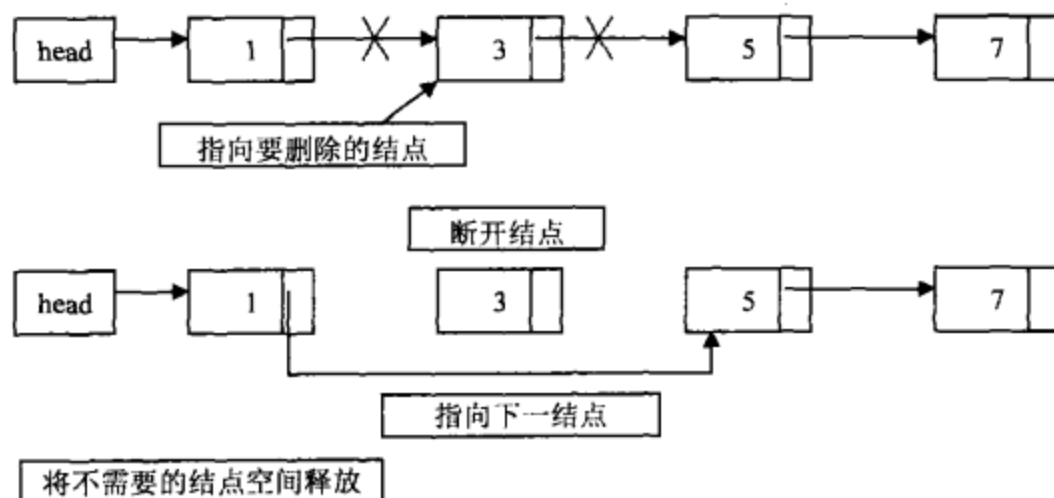 head 1 3 5 7
指向要删除的结点
断开结点
head 1 3 5 7
指向下一结点
将不需要的结点空间释放